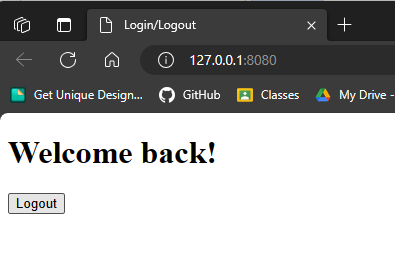 Login/Logout
127.0.0.1:8080
Get Unique Design... GitHub Classes My Drive -
Welcome back!
Logout